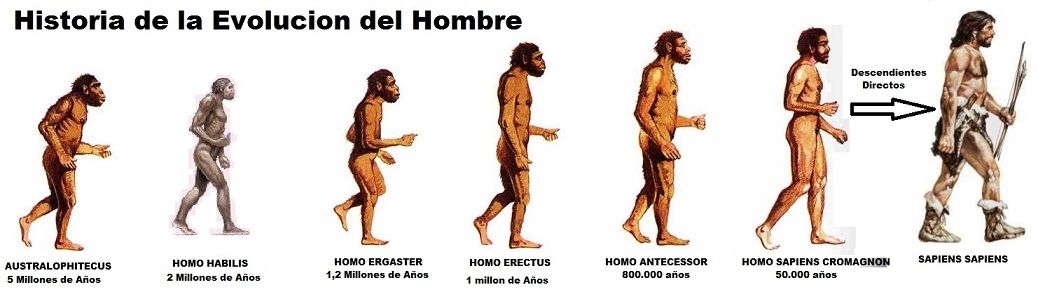 Historia de la Evolucion del Hombre
Descendientes
Directos
AUSTRALOPHITECUS
5 Millones de Años
HOMO HABILIS
2 Millones de Años
HOMO ERGASTER
1,2 Millones de Años
HOMO ERECTUS
1 millon de Años
HOMO ANTECESSOR
800.000 años
HOMO SAPIENS CROMAGNON
50.000 años
SAPIENS SAPIENS